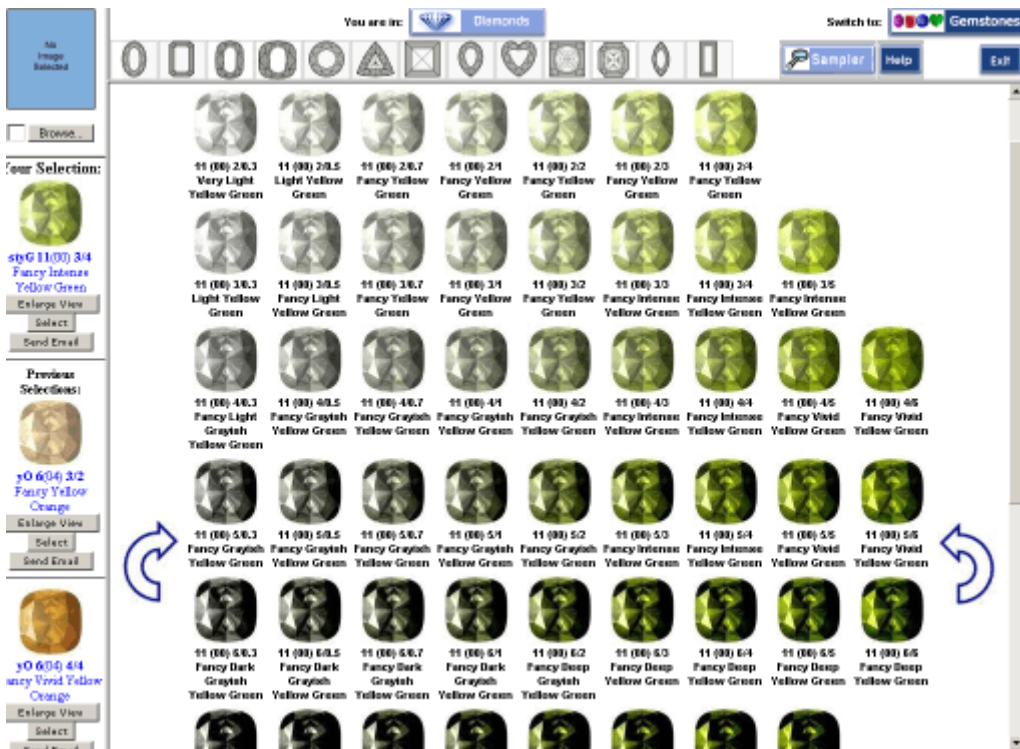 You are in:
Diamonds
Switch to:
Gemstones
No
Image
Selected
Sampler
Help
Exit
Browse...
Your Selection:
styG 11(00) 3/4
Fancy Intense
Yellow Green
Enlarge View
Select
Send Email
Previous
Selections:
yO 6(04) 3/2
Fancy Yellow
Orange
Enlarge View
Select
Send Email
yO 6(04) 4/4
ancy Vivid Yellow
Orange
Enlarge View
Select
Send Email
11 (00) 2/0.3 11 (00) 2/0.5 11 (00) 2/0.7 11 (00) 2/1 11 (00) 2/2 11 (00) 2/3 11 (00) 2/4
Very Light Light Yellow Fancy Yellow Fancy Yellow Fancy Yellow Fancy Yellow Fancy Yellow
Yellow Green Green Green Green Green Green Green
11 (00) 3/0.3 11 (00) 3/0.5 11 (00) 3/0.7 11 (00) 3/1 11 (00) 3/2 11 (00) 3/3 11 (00) 3/4 11 (00) 3/5
Light Yellow Fancy Light Fancy Yellow Fancy Yellow Fancy Yellow Fancy Intense Fancy Intense Fancy Intense
Green Yellow Green Green Green Green Yellow Green Yellow Green Yellow Green
11 (00) 4/0.3 11 (00) 4/0.5 11 (00) 4/0.7 11 (00) 4/1 11 (00) 4/2 11 (00) 4/3 11 (00) 4/4 11 (00) 4/5 11 (00) 4/6
Fancy Light Fancy Grayish Fancy Grayish Fancy Grayish Fancy Grayish Fancy Intense Fancy Intense Fancy Vivid Fancy Vivid
Grayish Yellow Green Yellow Green Yellow Green Yellow Green Yellow Green Yellow Green Yellow Green Yellow Green
Yellow Green
11 (00) 5/0.3 11 (00) 5/0.5 11 (00) 5/0.7 11 (00) 5/1 11 (00) 5/2 11 (00) 5/3 11 (00) 5/4 11 (00) 5/5 11 (00) 5/6
Fancy Grayish Fancy Grayish Fancy Grayish Fancy Grayish Fancy Grayish Fancy Intense Fancy Intense Fancy Vivid Fancy Vivid
Yellow Green Yellow Green Yellow Green Yellow Green Yellow Green Yellow Green Yellow Green Yellow Green Yellow Green
11 (00) 6/0.3 11 (00) 6/0.5 11 (00) 6/0.7 11 (00) 6/1 11 (00) 6/2 11 (00) 6/3 11 (00) 6/4 11 (00) 6/5 11 (00) 6/6
Fancy Dark Fancy Dark Fancy Dark Fancy Dark Fancy Deep Fancy Deep Fancy Deep Fancy Deep Fancy Deep
Grayish Grayish Grayish Grayish Grayish Yellow Green Yellow Green Yellow Green Yellow Green
Yellow Green Yellow Green Yellow Green Yellow Green Yellow Green